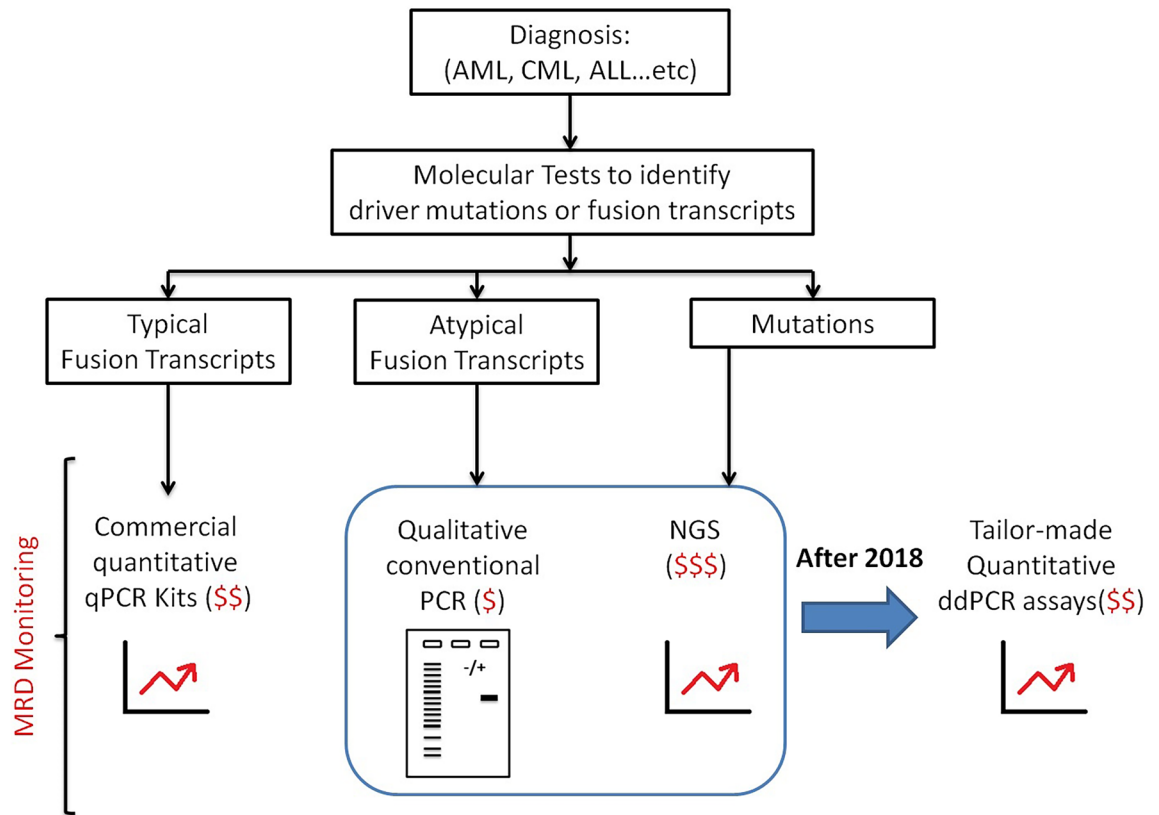 Diagnosis:
(AML, CML, ALL...etc)
Molecular Tests to identify
driver mutations or fusion transcripts
Typical
Fusion Transcripts
Atypical
Fusion Transcripts
Mutations
MRD Monitoring
Commercial
quantitative
qPCR Kits ($$)
Qualitative
conventional
PCR ($)
-/+
NGS
($$$)
After 2018
Tailor-made
Quantitative
ddPCR assays($$)